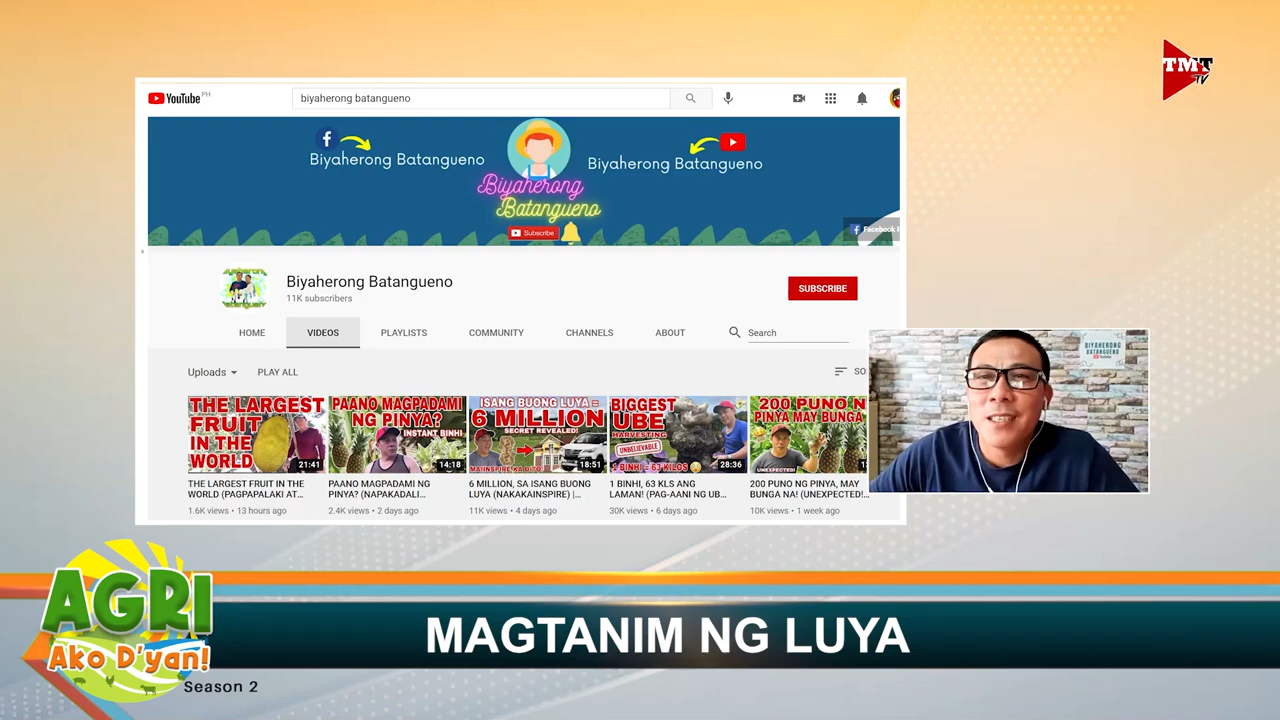 TMT
TV
YouTube PH
biyaherong batangueno
Biyaherong Batangueno
Biyaherong Batangueno
Biyaherong
Batangueno
Subscribe
Facebook
Biyaherong Batangueno
11K subscribers
SUBSCRIBE
HOME
VIDEOS
PLAYLISTS
COMMUNITY
CHANNELS
ABOUT
Search
Uploads
PLAY ALL
SO
BIYAHERONG
BATANGUENO
YouTube
THE LARGEST
FRUIT
IN THE
WORLD
21:41
PAANO MAGPADAMI
NG PINYA?
INSTANT BINHI
14:18
ISANG BUONG LUYA =
6 MILLION
SECRET REVEALED!
MAIINSPIRE KA DITO!
18:51
BIGGEST
UBE
HARVESTING
UNBELIEVABLE
1 BINHI = 63 KILOS
28:36
200 PUNO N
PINYA MAY BUNGA
UNEXPECTED!
THE LARGEST FRUIT IN THE
WORLD (PAGPAPALAKI AT...
1.6K views • 13 hours ago
PAANO MAGPADAMI NG
PINYA? (NAPAKADALI...
2.4K views • 2 days ago
6 MILLION, SA ISANG BUONG
LUYA (NAKAKAINSPIRE) |...
11K views • 4 days ago
1 BINHI, 63 KLS ANG
LAMAN! (PAG-AANI NG UB...
30K views • 6 days ago
200 PUNO NG PINYA, MAY
BUNGA NA! (UNEXPECTED!...
10K views • 1 week ago
AGRI
Ako D'yan!
Season 2
MAGTANIM NG LUYA